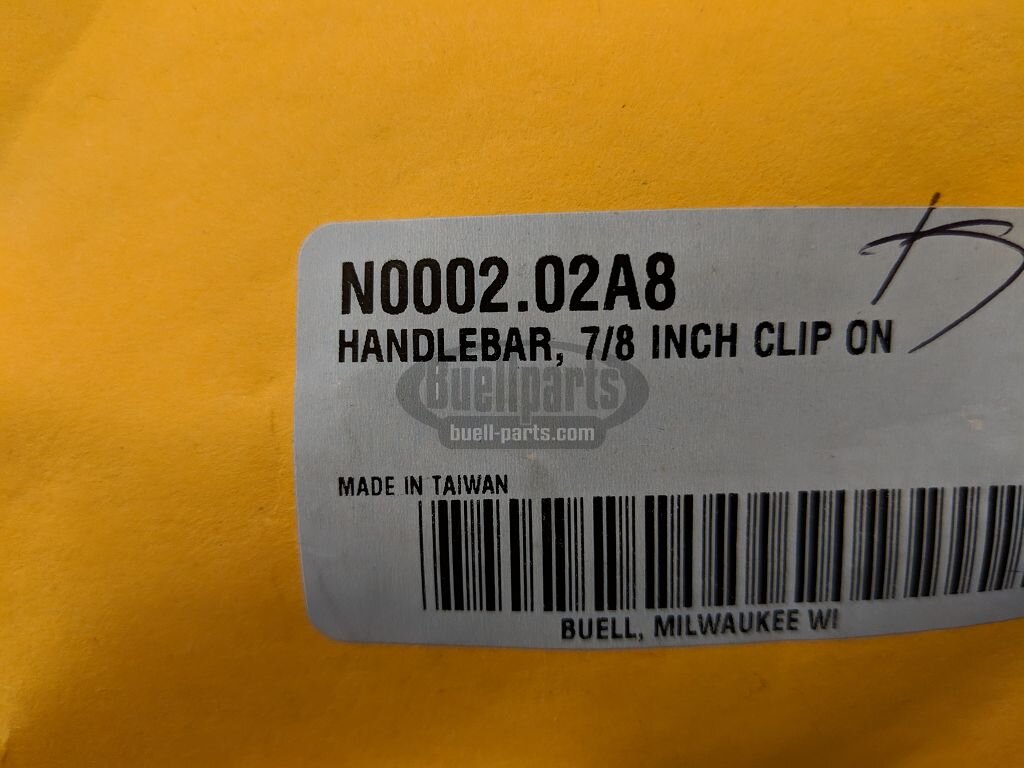 N0002.02A8
HANDLEBAR, 7/8 INCH CLIP ON
Buellparts
buell-parts.com
MADE IN TAIWAN
BUELL, MILWAUKEE WI